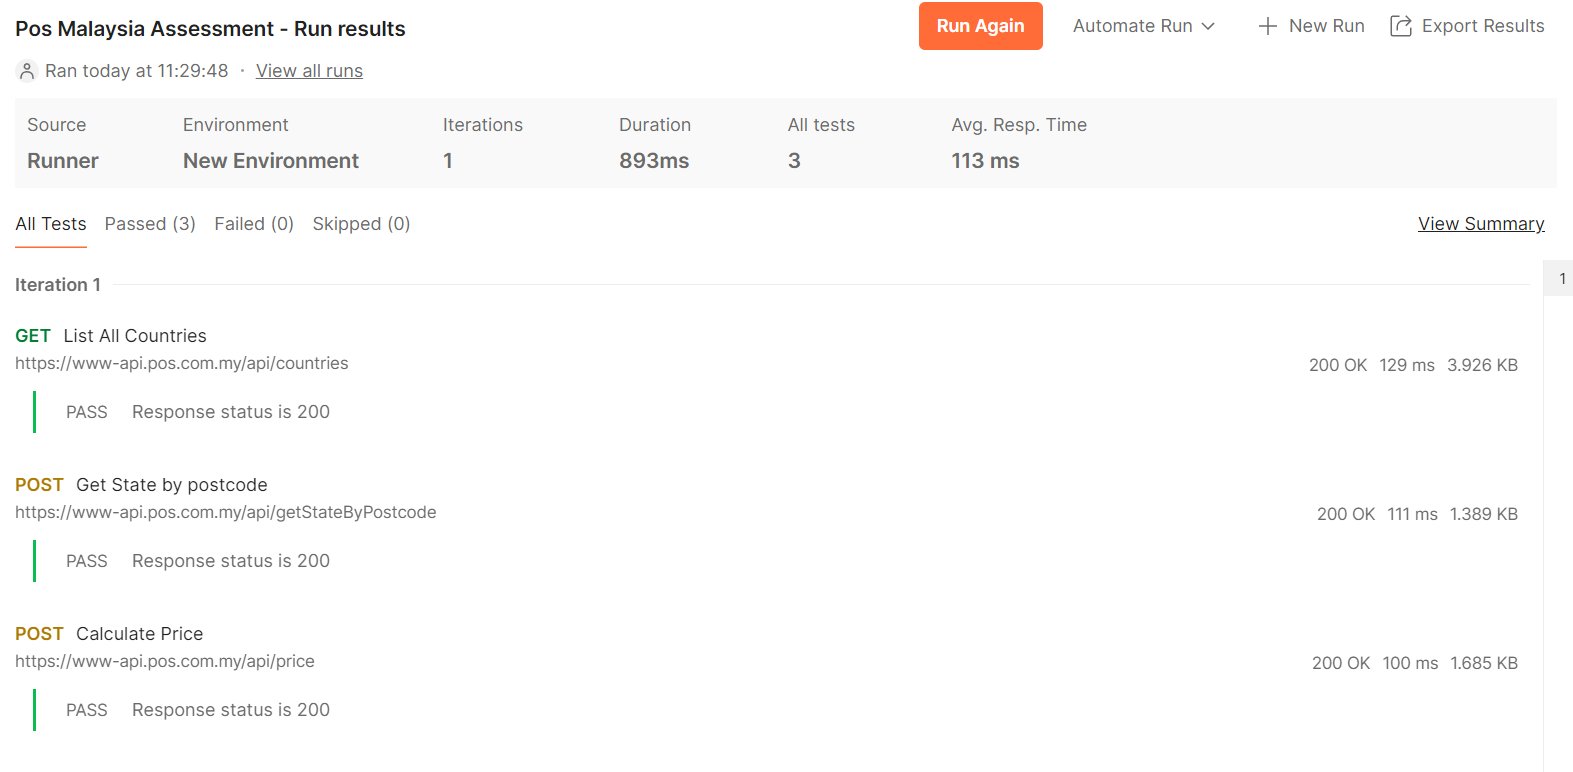 Pos Malaysia Assessment - Run results
Run Again
Automate Run
New Run
Export Results
Ran today at 11:29:48 · View all runs
Source Environment Iterations Duration All tests Avg. Resp. Time
Runner New Environment 1 893ms 3 113 ms
All Tests Passed (3) Failed (0) Skipped (0) View Summary
Iteration 1
1
GET List All Countries
https://www-api.pos.com.my/api/countries 200 OK 129 ms 3.926 KB
PASS Response status is 200
POST Get State by postcode
https://www-api.pos.com.my/api/getStateByPostcode 200 OK 111 ms 1.389 KB
PASS Response status is 200
POST Calculate Price
https://www-api.pos.com.my/api/price 200 OK 100 ms 1.685 KB
PASS Response status is 200